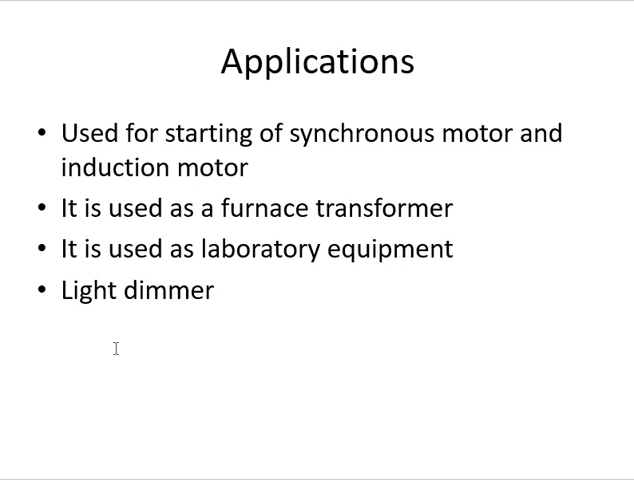 Applications
• Used for starting of synchronous motor and
induction motor
• It is used as a furnace transformer
• It is used as laboratory equipment
• Light dimmer